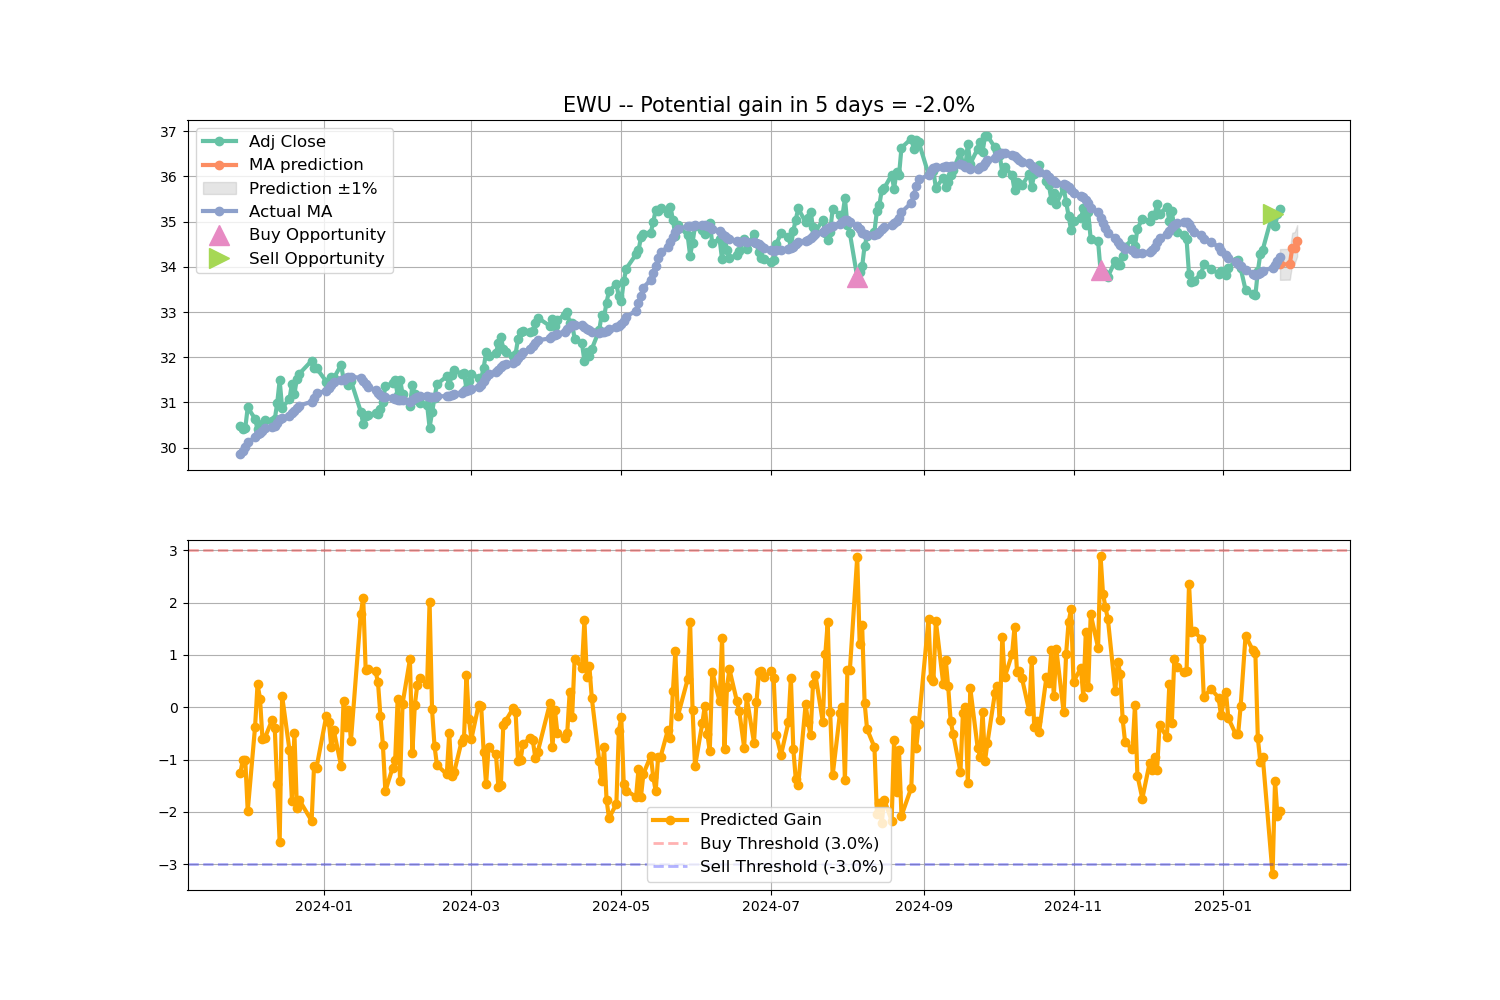 EWU -- Potential gain in 5 days = -2.0%
37
36
35
34
33
32
31
30
Adj Close
MA prediction
Prediction ±1%
Actual MA
Buy Opportunity
Sell Opportunity
3
2
1
0
−1
−2
−3
Predicted Gain
Buy Threshold (3.0%)
Sell Threshold (-3.0%)
2024-01 2024-03 2024-05 2024-07 2024-09 2024-11 2025-01